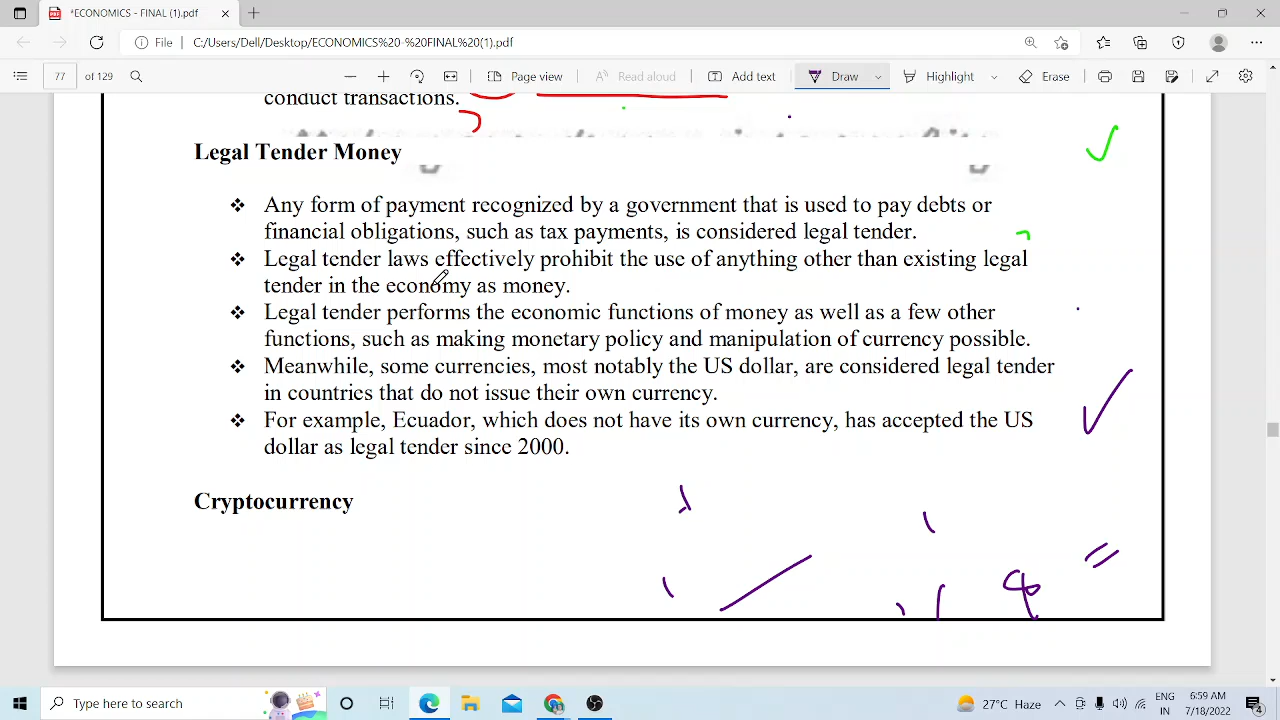 *ECONOMICS - FINAL (1).pdf
File
C:/Users/Dell/Desktop/ECONOMICS%20-%20FINAL%20(1).pdf
77 of 129
Page view
Read aloud
Add text
Draw
Highlight
Erase
conduct transactions.
Legal Tender Money
❖ Any form of payment recognized by a government that is used to pay debts or
financial obligations, such as tax payments, is considered legal tender.
❖ Legal tender laws effectively prohibit the use of anything other than existing legal
tender in the economy as money.
❖ Legal tender performs the economic functions of money as well as a few other
functions, such as making monetary policy and manipulation of currency possible.
❖ Meanwhile, some currencies, most notably the US dollar, are considered legal tender
in countries that do not issue their own currency.
❖ For example, Ecuador, which does not have its own currency, has accepted the US
dollar as legal tender since 2000.
Cryptocurrency
Type here to search
27°C Haze
ENG
IN
6:59 AM
7/18/2022
4